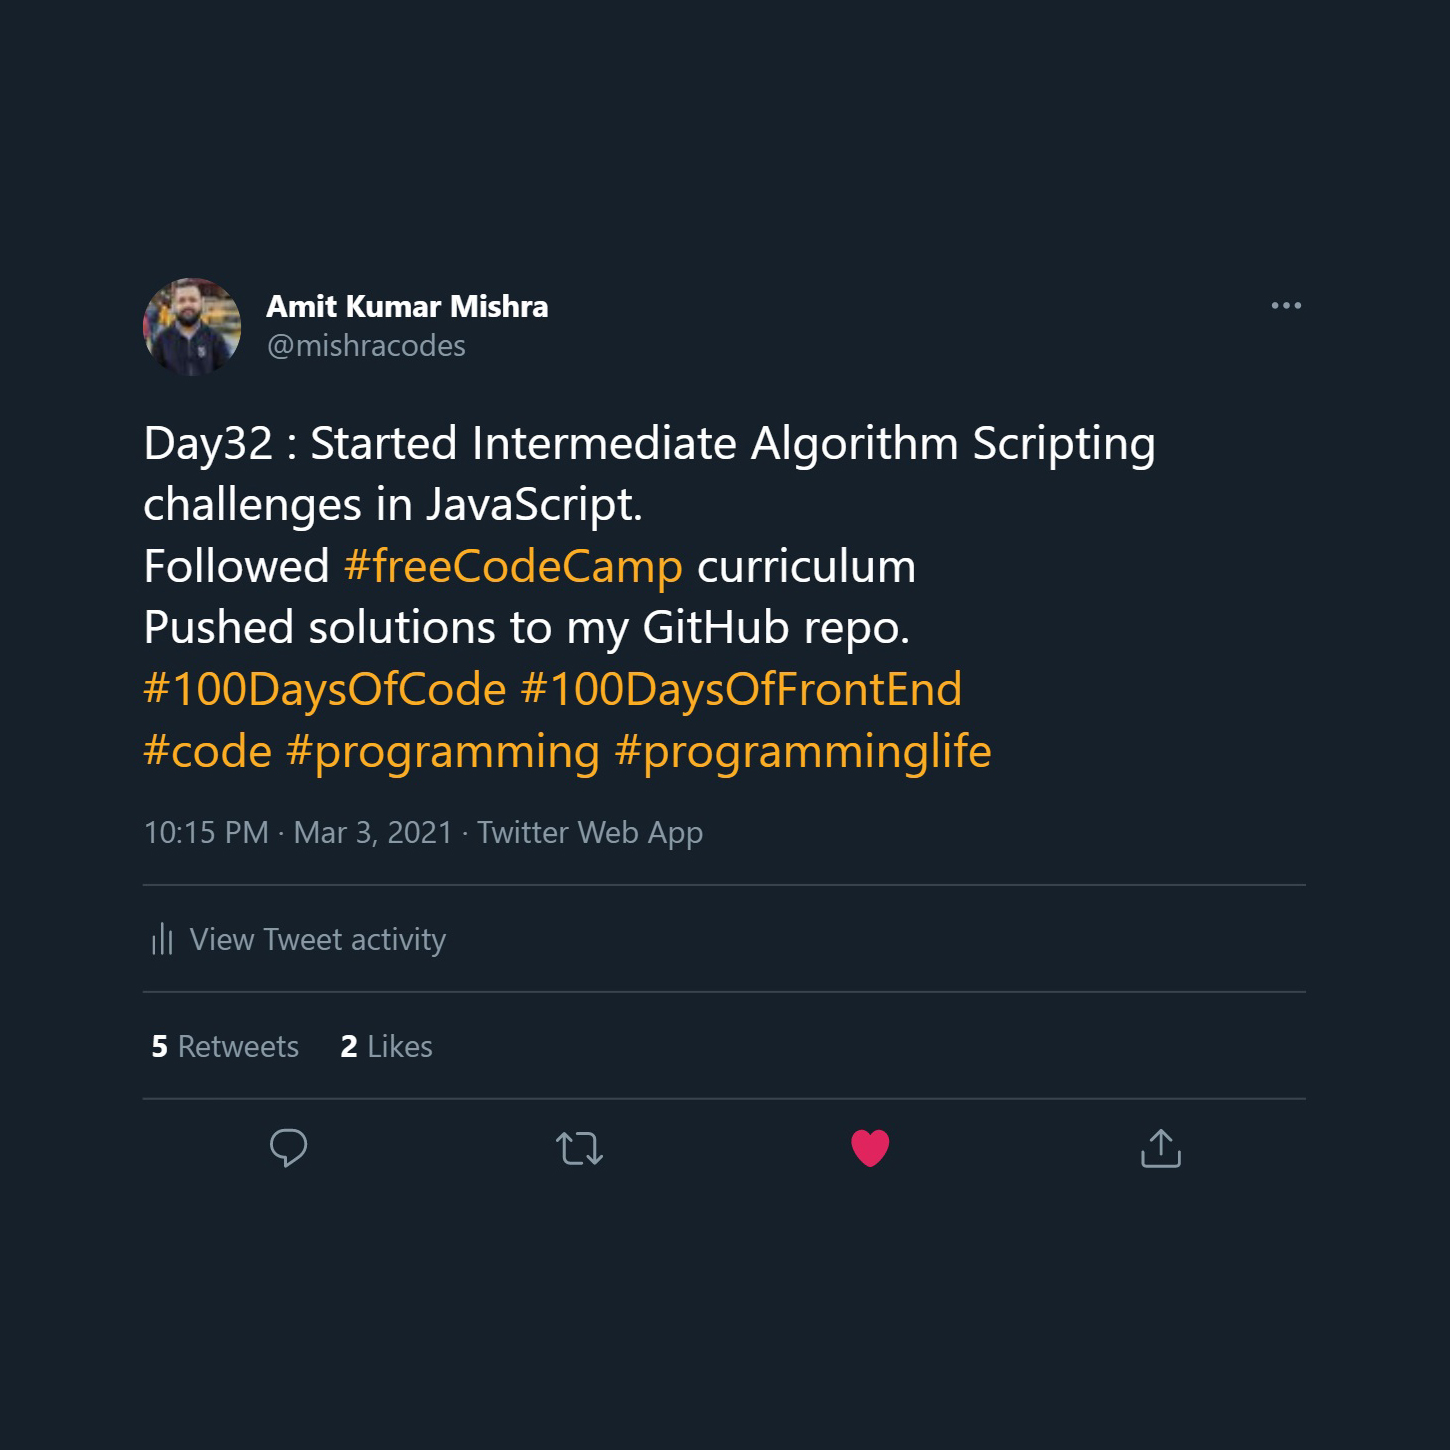 Amit Kumar Mishra
@mishracodes
Day32 : Started Intermediate Algorithm Scripting
challenges in JavaScript.
Followed #freeCodeCamp curriculum
Pushed solutions to my GitHub repo.
#100DaysOfCode #100DaysOfFrontEnd
#code #programming #programminglife
10:15 PM · Mar 3, 2021 · Twitter Web App
View Tweet activity
5 Retweets 2 Likes